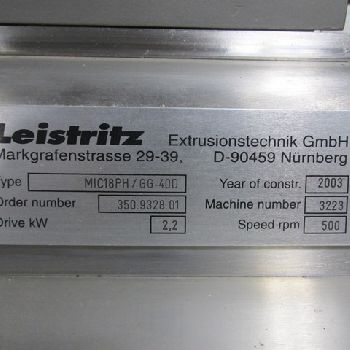 Leistritz Extrusionstechnik GmbH
Markgrafenstrasse 29-39, D-90459 Nürnberg
Type MIC18PH/GG-40D Year of constr. 2003
Order number 350.9328.01 Machine number 3223
Drive kW 2,2 Speed rpm 500